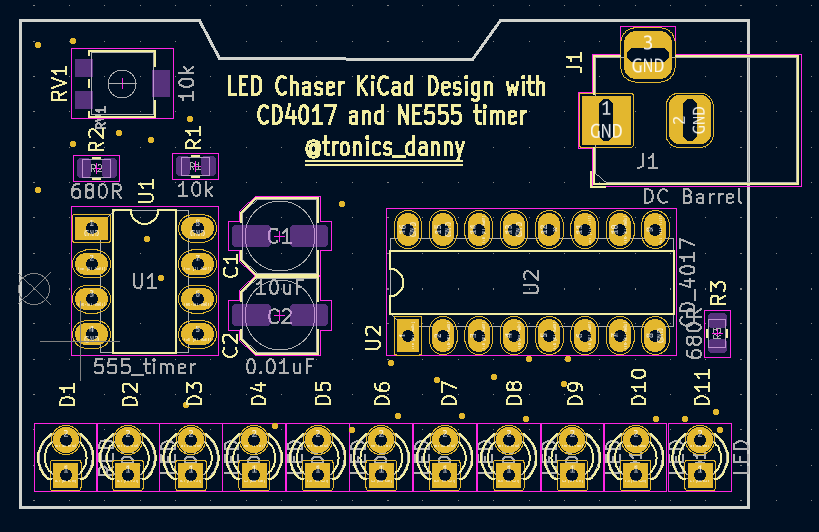 LED Chaser KiCad Design with
CD4017 and NE555 timer
@tronics_danny
RV1
RV1
10k
R2
R2
680R
R1
R1
10k
U1
U1
555_timer
C1
C1
10uF
C2
C2
0.01uF
J1
3
GND
1
GND
2
GND
J1
DC Barrel
U2
U2
CD_4017
R3
680R
D1
D2
D3
D4
D5
D6
D7
D8
D9
D10
D11
LED